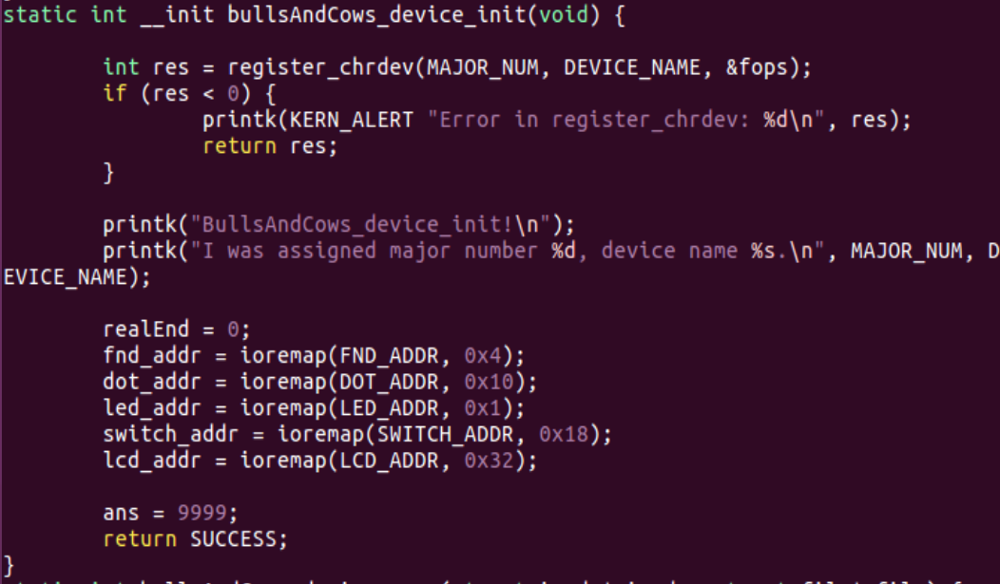 static int __init bullsAndCows_device_init(void) {
int res = register_chrdev(MAJOR_NUM, DEVICE_NAME, &fops);
if (res < 0) {
printk(KERN_ALERT "Error in register_chrdev: %d\n", res);
return res;
}
printk("BullsAndCows_device_init!\n");
printk("I was assigned major number %d, device name %s.\n", MAJOR_NUM, D
EVICE_NAME);
realEnd = 0;
fnd_addr = ioremap(FND_ADDR, 0x4);
dot_addr = ioremap(DOT_ADDR, 0x10);
led_addr = ioremap(LED_ADDR, 0x1);
switch_addr = ioremap(SWITCH_ADDR, 0x18);
lcd_addr = ioremap(LCD_ADDR, 0x32);
ans = 9999;
return SUCCESS;
}